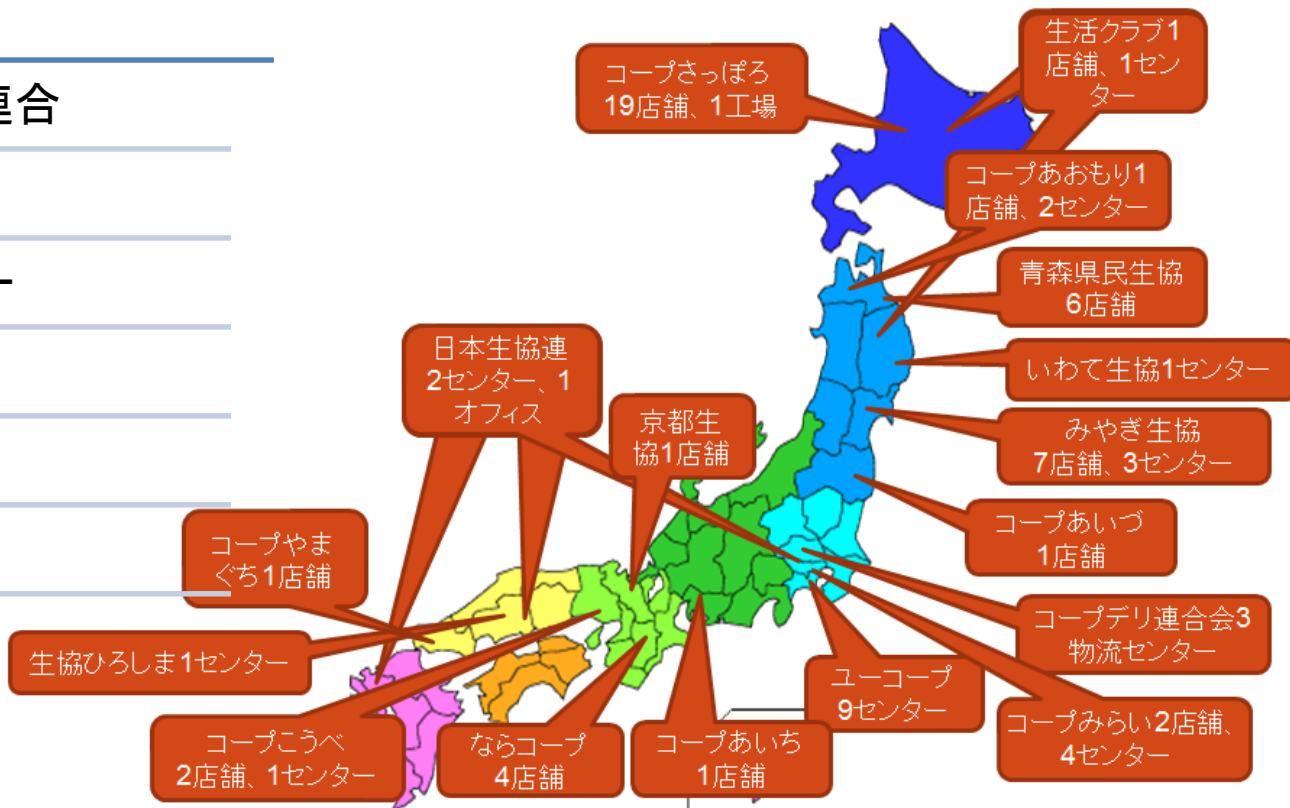 連合
ー
コープさっぽろ
19店舗、1工場
生活クラブ1
店舗、1セン
ター
コープあおもり1
店舗、2センター
青森県民生協
6店舗
いわて生協1センター
みやぎ生協
7店舗、3センター
コープあいづ
1店舗
コープデリ連合会3
物流センター
コープみらい2店舗、
4センター
ユーコープ
9センター
日本生協連
2センター、1
オフィス
京都生
協1店舗
コープやま
ぐち1店舗
生協ひろしま1センター
コープこうべ
2店舗、1センター
ならコープ
4店舗
コープあいち
1店舗